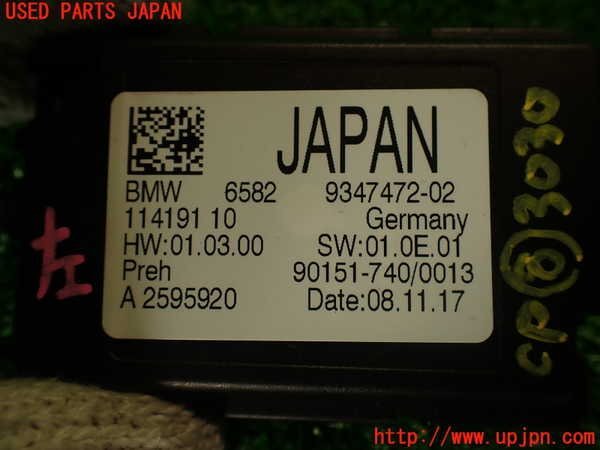 USED PARTS JAPAN
JAPAN
BMW 6582 9347472-02
114191 10 Germany
HW:01.03.00 SW:01.0E.01
Preh 90151-740/0013
A 2595920 Date:08.11.17
左
CP⑥3030
http://www.upjpn.com/